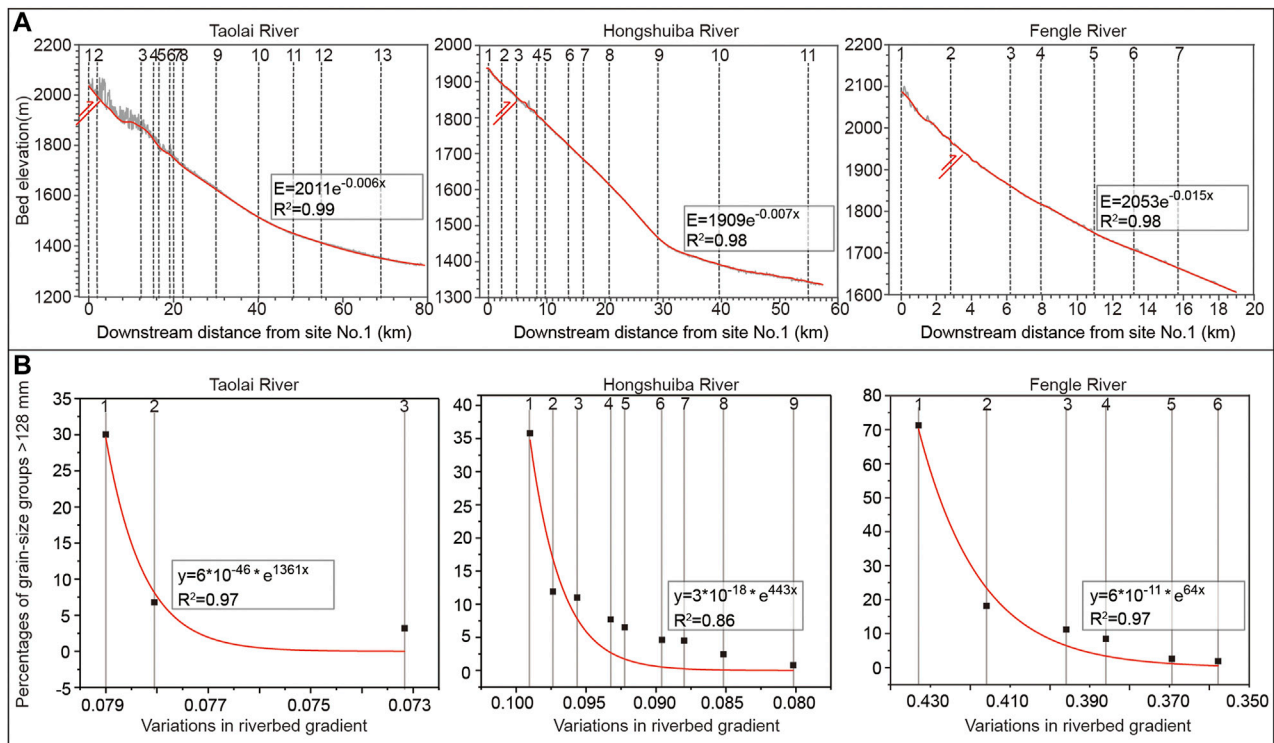 A
Taolai River
Hongshuiba River
Fengle River
Bed elevation(m)
2200
2000
1800
1600
1400
1200
1 2 3 4 5 6 7 8 9 10 11 12 13
E=2011e^-0.006x
R²=0.99
0 20 40 60 80
Downstream distance from site No.1 (km)
2000
1900
1800
1700
1600
1500
1400
1300
1 2 3 4 5 6 7 8 9 10 11
E=1909e^-0.007x
R²=0.98
0 10 20 30 40 50 60
Downstream distance from site No.1 (km)
2200
2100
2000
1900
1800
1700
1600
1 2 3 4 5 6 7
E=2053e^-0.015x
R²=0.98
0 2 4 6 8 10 12 14 16 18 20
Downstream distance from site No.1 (km)
B
Taolai River
Hongshuiba River
Fengle River
Percentages of grain-size groups >128 mm
35
30
25
20
15
10
5
0
-5
1 2 3
y=6*10^-46 * e^1361x
R²=0.97
0.079 0.077 0.075 0.073
Variations in riverbed gradient
40
35
30
25
20
15
10
5
0
1 2 3 4 5 6 7 8 9
y=3*10^-18 * e^443x
R²=0.86
0.100 0.095 0.090 0.085 0.080
Variations in riverbed gradient
80
70
60
50
40
30
20
10
0
1 2 3 4 5 6
y=6*10^-11 * e^64x
R²=0.97
0.430 0.410 0.390 0.370 0.350
Variations in riverbed gradient